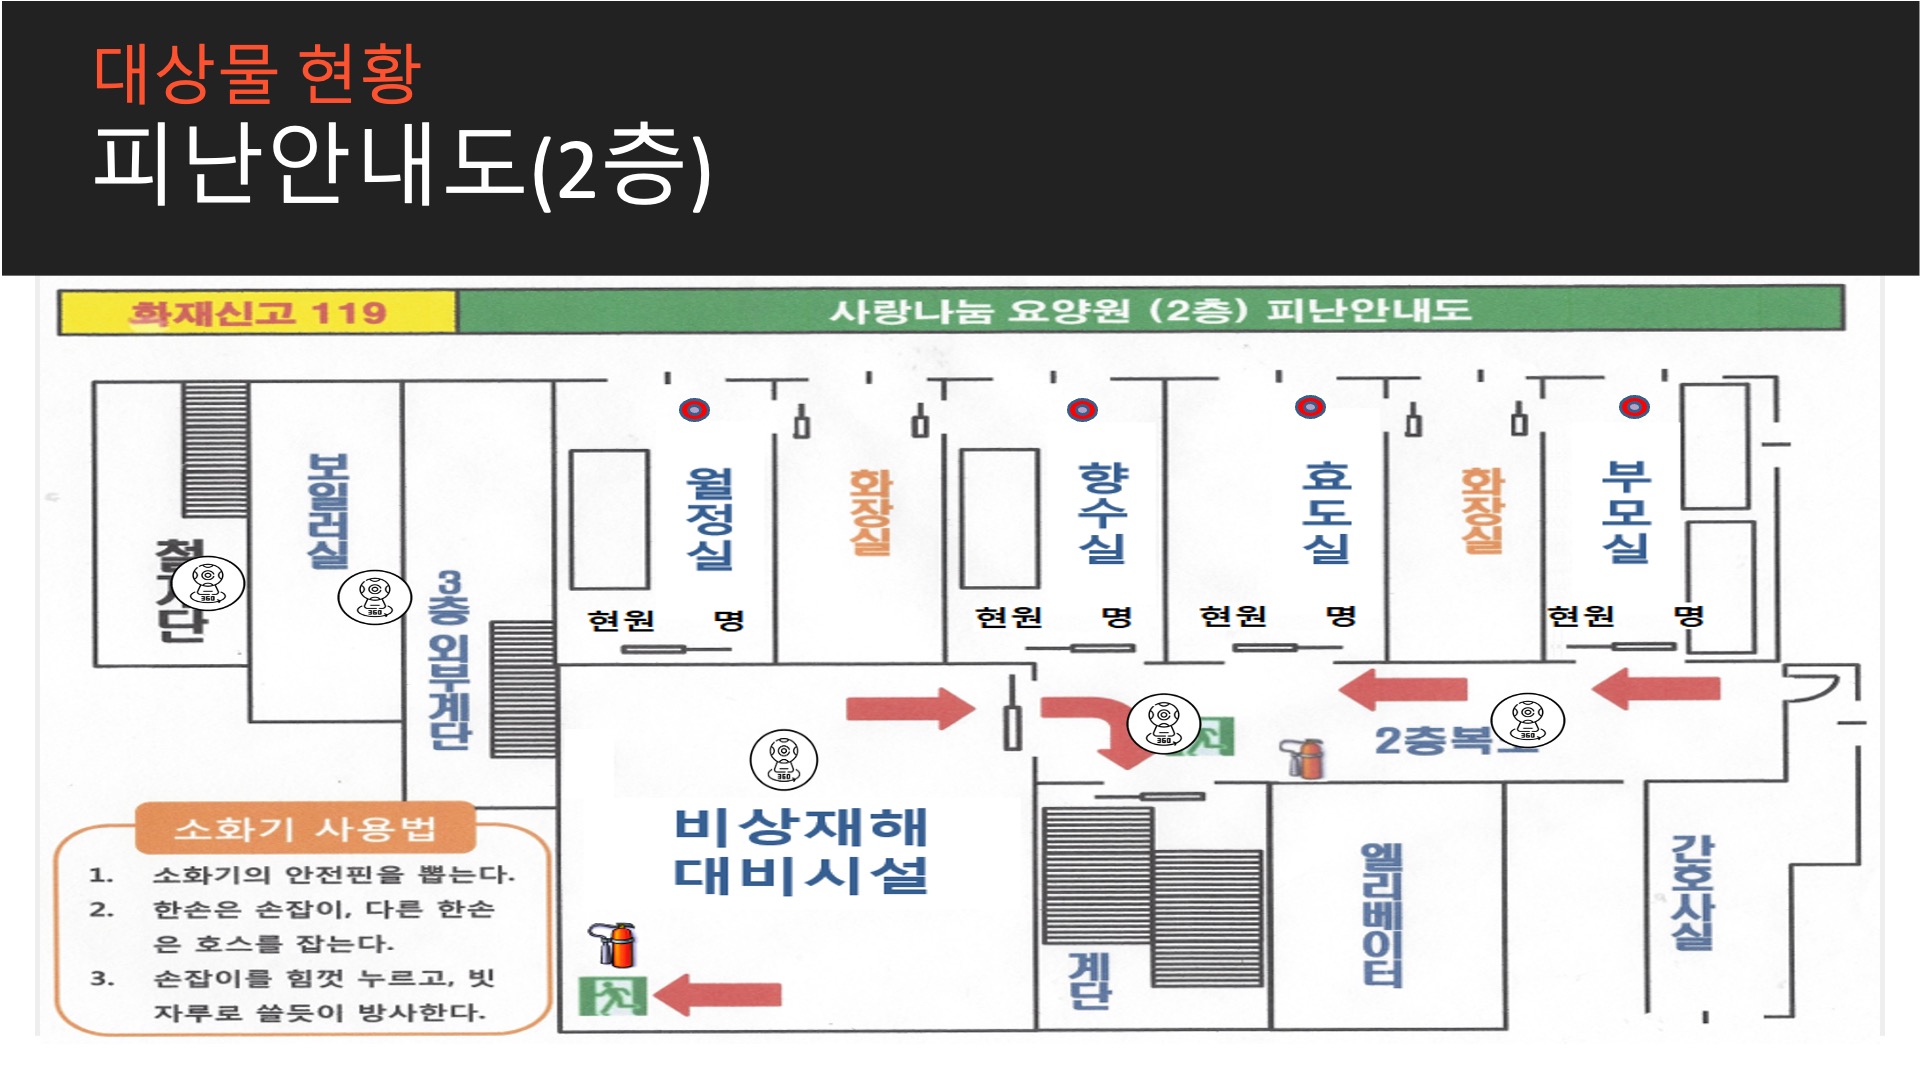 대상물 현황
피난안내도(2층)
화재신고 119
사랑나눔 요양원 (2층) 피난안내도
보일러실
3층 외부계단
월정실
화장실
향수실
효도실
화장실
부모실
현원 명
현원 명
현원 명
현원 명
2층복도
비상재해
대비시설
계단
엘리베이터
간호사실
소화기 사용법
1. 소화기의 안전핀을 뽑는다.
2. 한손은 손잡이, 다른 한손
은 호스를 잡는다.
3. 손잡이를 힘껏 누르고, 빗
자루로 쓸듯이 방사한다.
360
360
360
360
360